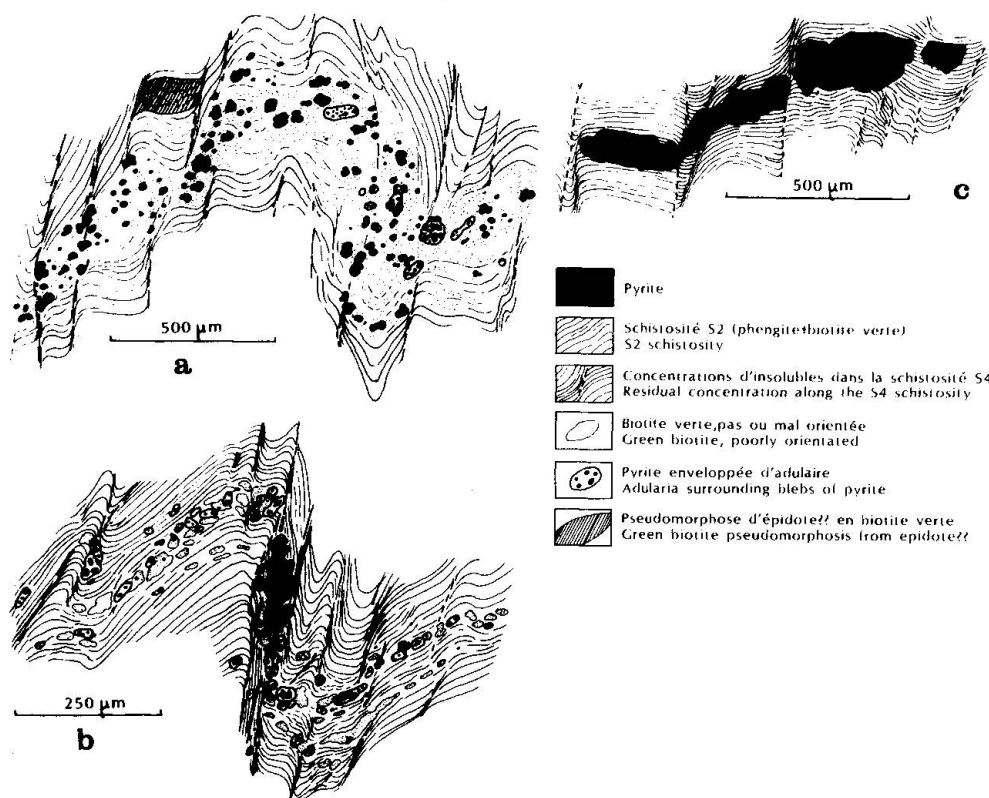 500 µm
a
500 µm
c
250 µm
b
Pyrite
Schistosité S2 (phengite+biotite verte)
S2 schistosity
Concentrations d'insolubles dans la schistosité S4
Residual concentration along the S4 schistosity
Biotite verte, pas ou mal orientée
Green biotite, poorly orientated
Pyrite enveloppée d'adulaire
Adularia surrounding blebs of pyrite
Pseudomorphose d'épidote?? en biotite verte
Green biotite pseudomorphosis from epidote??